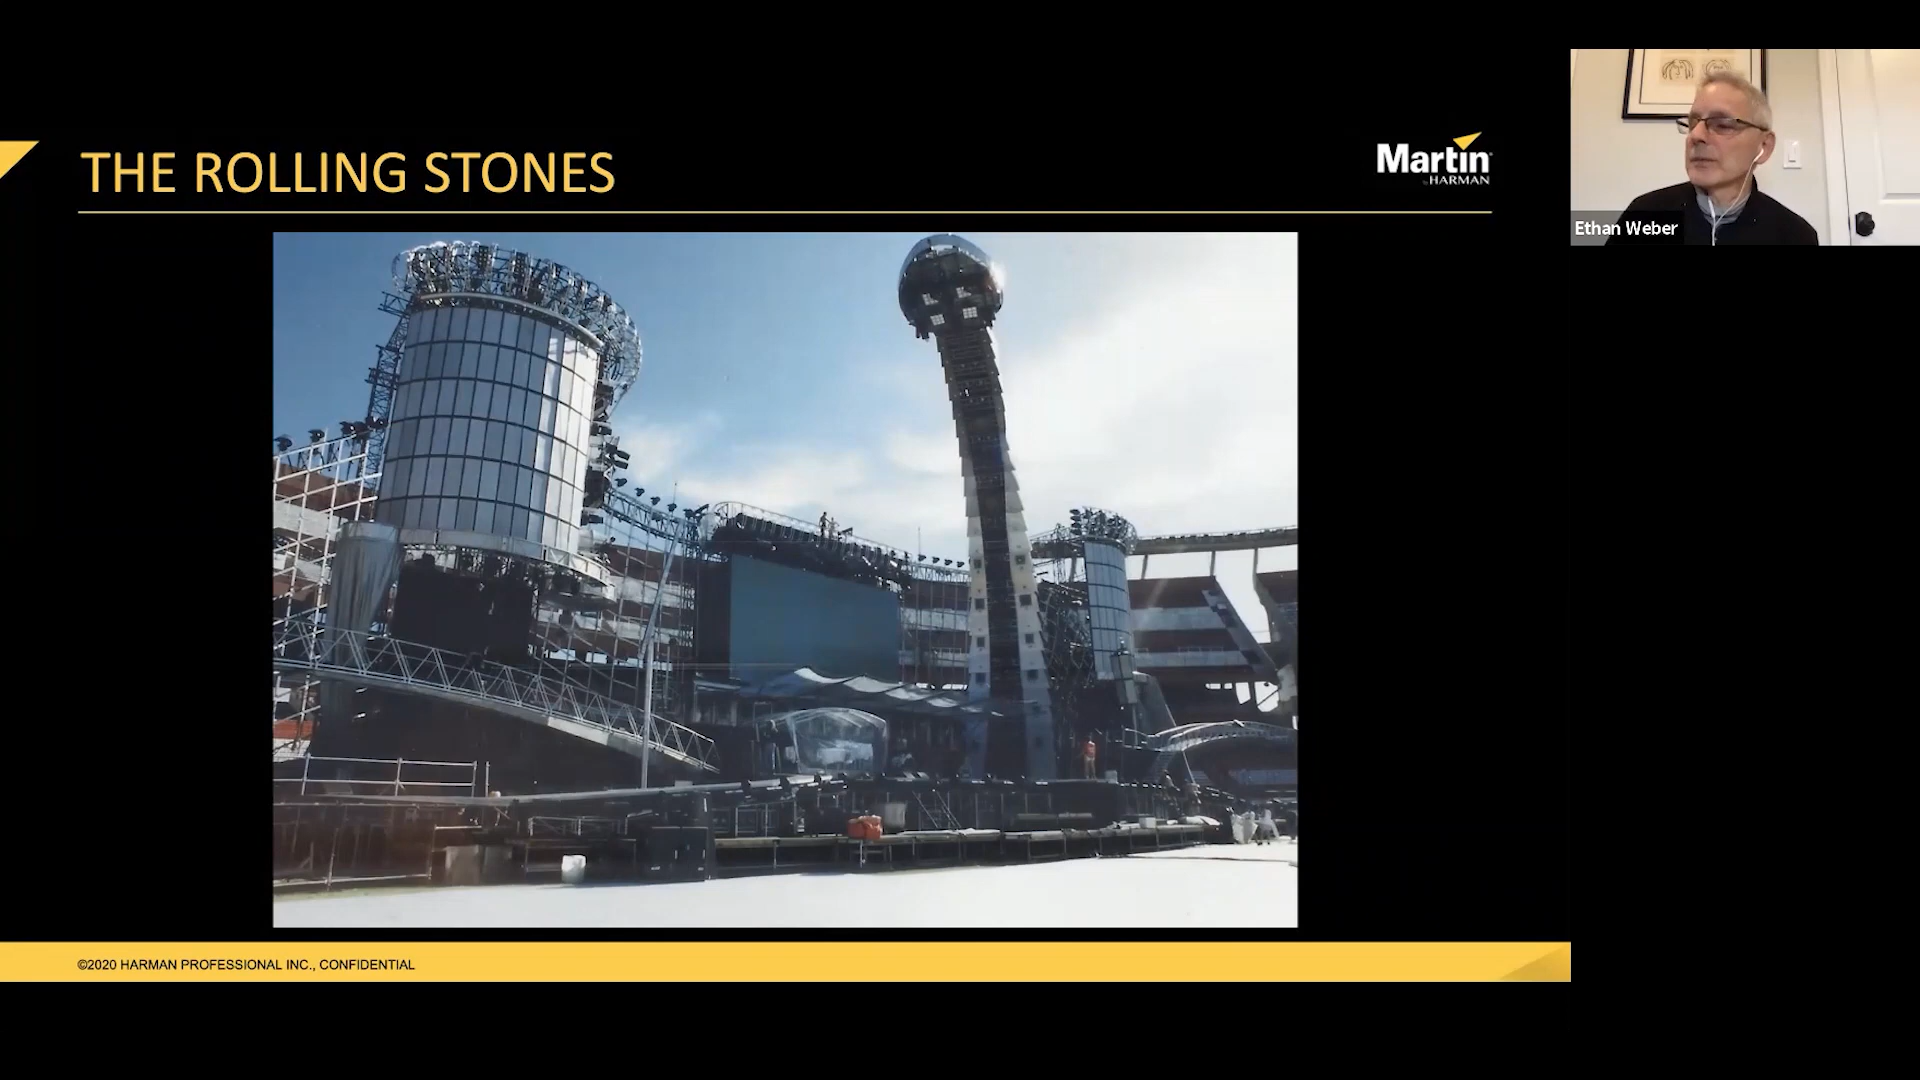 THE ROLLING STONES
Martin
by HARMAN
Ethan Weber
©2020 HARMAN PROFESSIONAL INC., CONFIDENTIAL